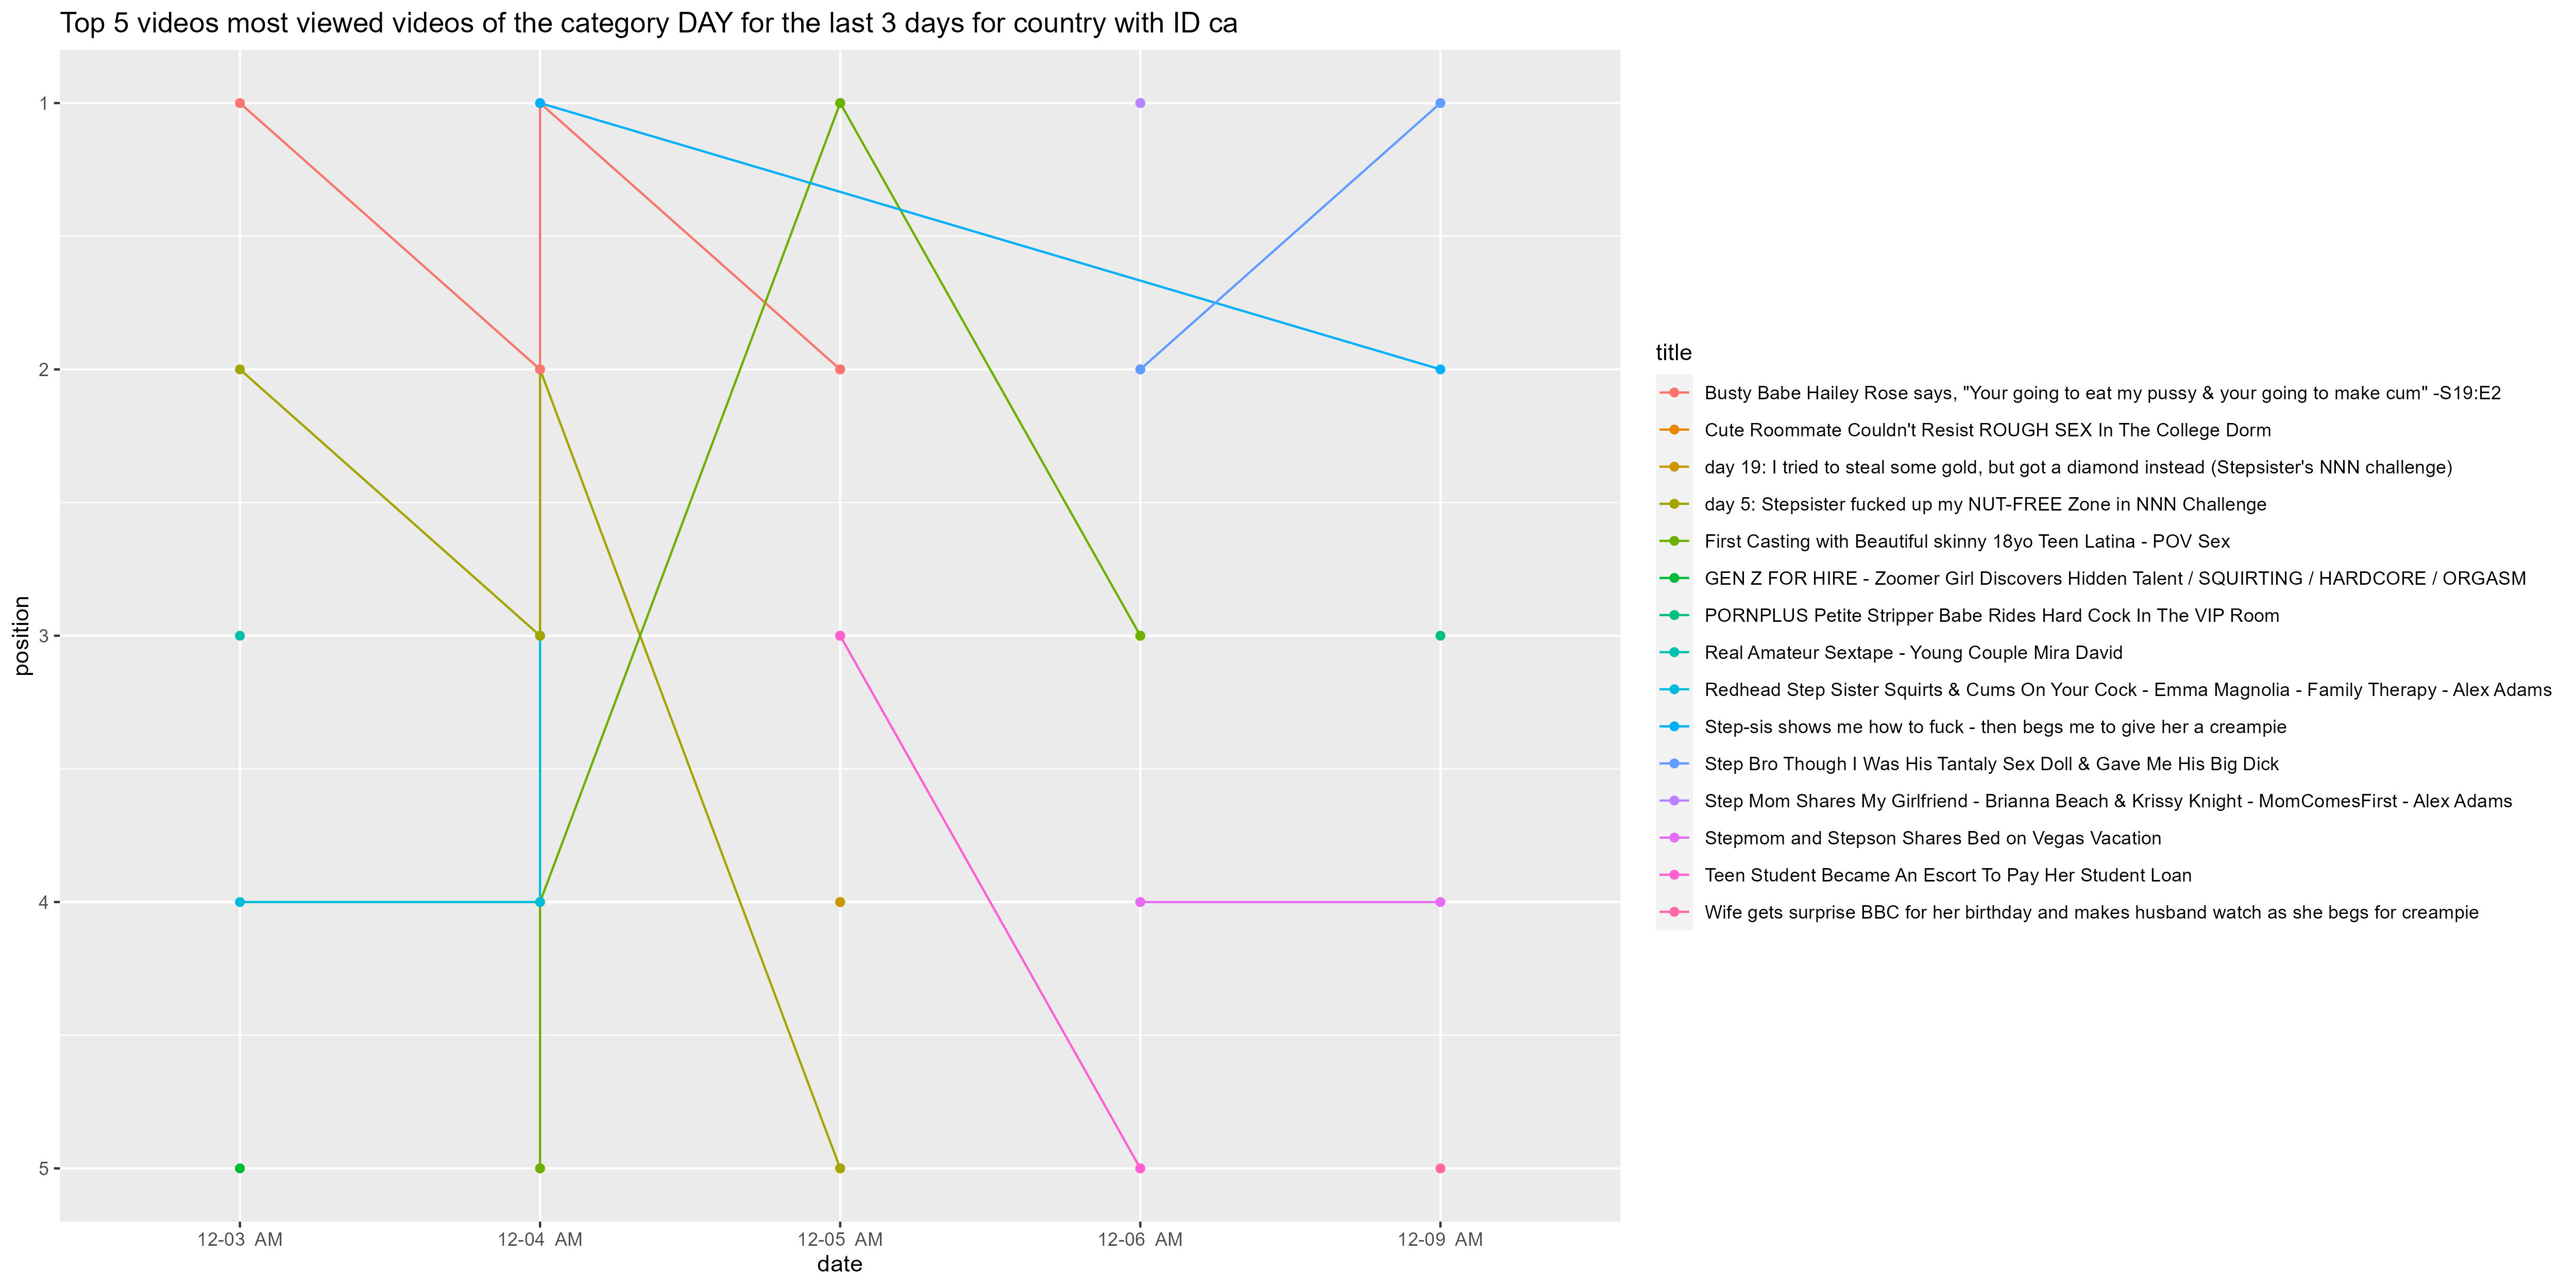 Top 5 videos most viewed videos of the category DAY for the last 3 days for country with ID ca
1
2
3
4
5
position
12-03 AM
12-04 AM
12-05 AM
12-06 AM
12-09 AM
date
title
Busty Babe Hailey Rose says, "Your going to eat my pussy & your going to make cum" -S19:E2
Cute Roommate Couldn't Resist ROUGH SEX In The College Dorm
day 19: I tried to steal some gold, but got a diamond instead (Stepsister's NNN challenge)
day 5: Stepsister fucked up my NUT-FREE Zone in NNN Challenge
First Casting with Beautiful skinny 18yo Teen Latina - POV Sex
GEN Z FOR HIRE - Zoomer Girl Discovers Hidden Talent / SQUIRTING / HARDCORE / ORGASM
PORNPLUS Petite Stripper Babe Rides Hard Cock In The VIP Room
Real Amateur Sextape - Young Couple Mira David
Redhead Step Sister Squirts & Cums On Your Cock - Emma Magnolia - Family Therapy - Alex Adams
Step-sis shows me how to fuck - then begs me to give her a creampie
Step Bro Though I Was His Tantaly Sex Doll & Gave Me His Big Dick
Step Mom Shares My Girlfriend - Brianna Beach & Krissy Knight - MomComesFirst - Alex Adams
Stepmom and Stepson Shares Bed on Vegas Vacation
Teen Student Became An Escort To Pay Her Student Loan
Wife gets surprise BBC for her birthday and makes husband watch as she begs for creampie